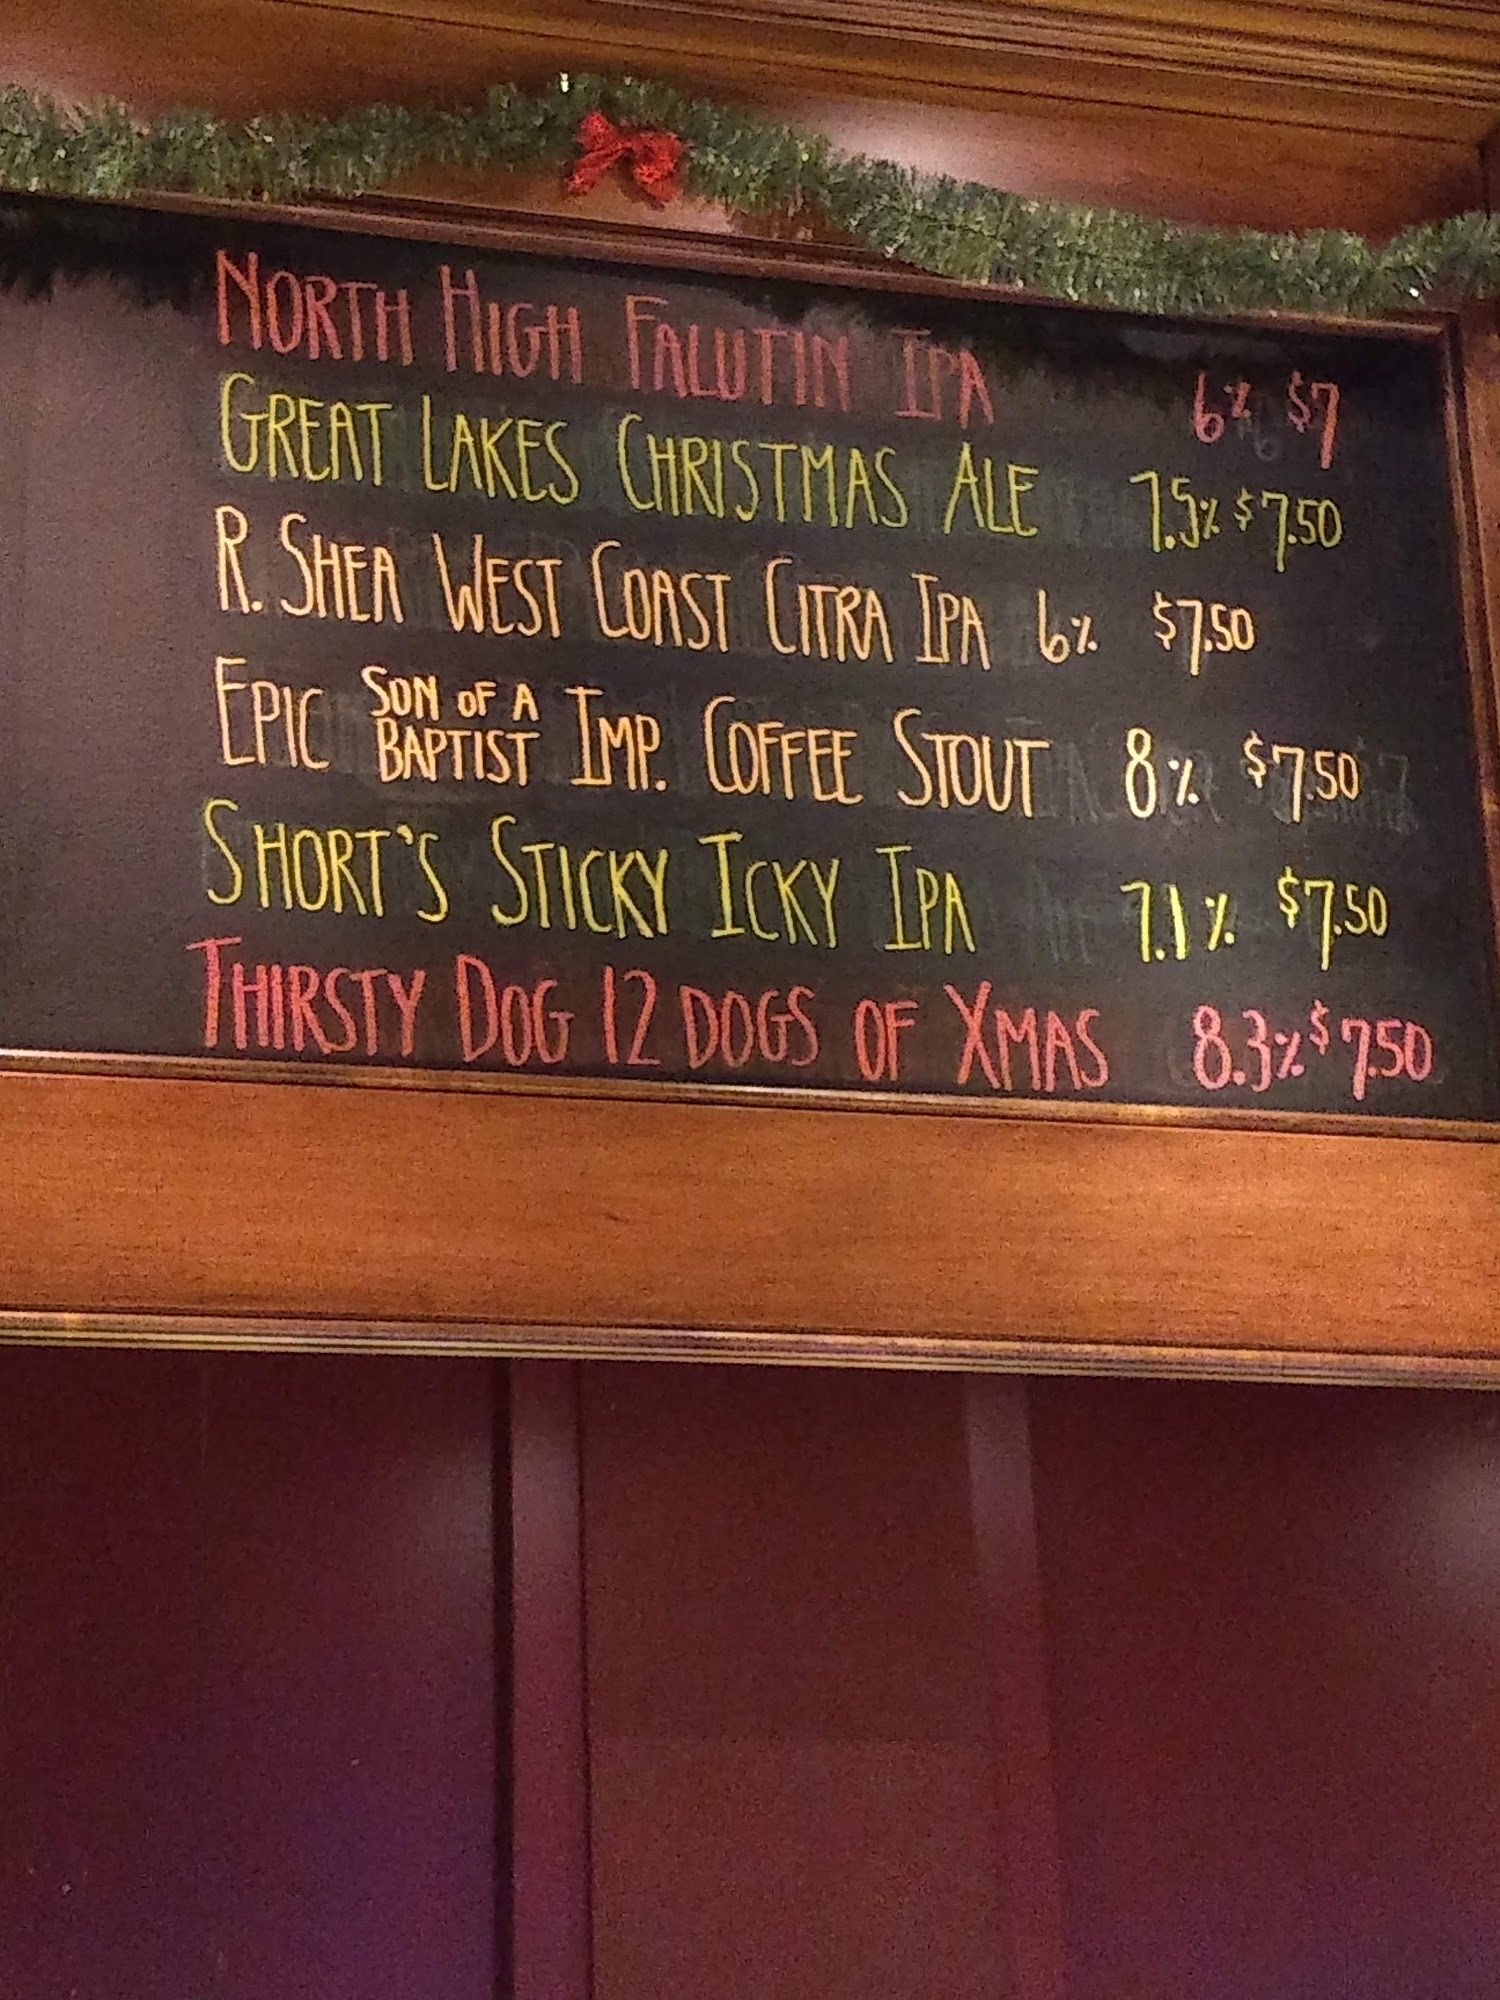 NORTH HIGH FALUTIN IPA 6% $7
GREAT LAKES CHRISTMAS ALE 7.5% $7.50
R. SHEA WEST COAST CITRA IPA 6% $7.50
EPIC SON OF A BAPTIST IMP. COFFEE STOUT 8% $7.50
SHORT'S STICKY ICKY IPA 7.1% $7.50
THIRSTY DOG 12 DOGS OF XMAS 8.3% $7.50